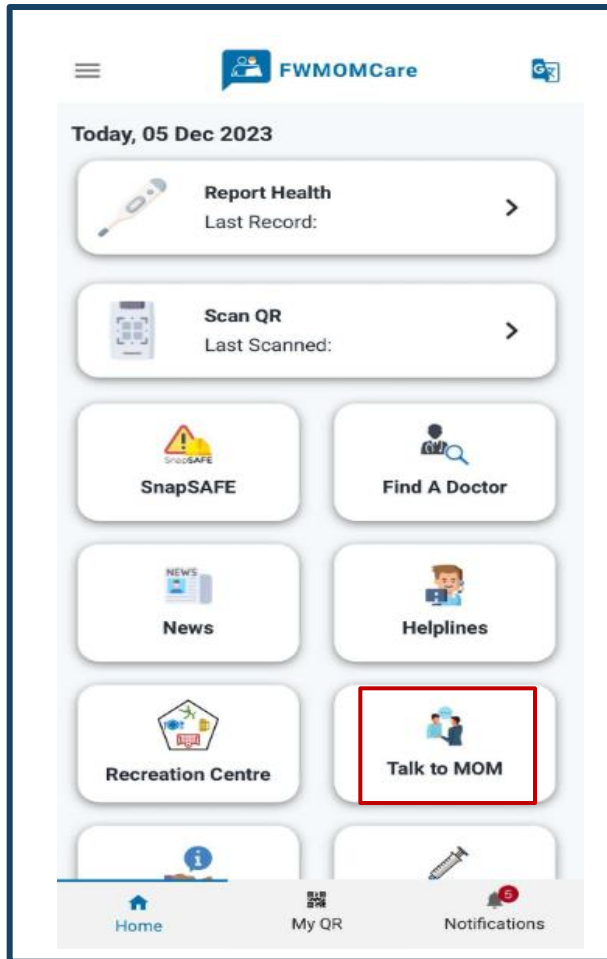 FWMOMCare
Today, 05 Dec 2023
Report Health
Last Record:
Scan QR
Last Scanned:
SnapSAFE
SnapSAFE
Find A Doctor
NEWS
News
Helplines
Recreation Centre
Talk to MOM
i
5
Home
My QR
Notifications